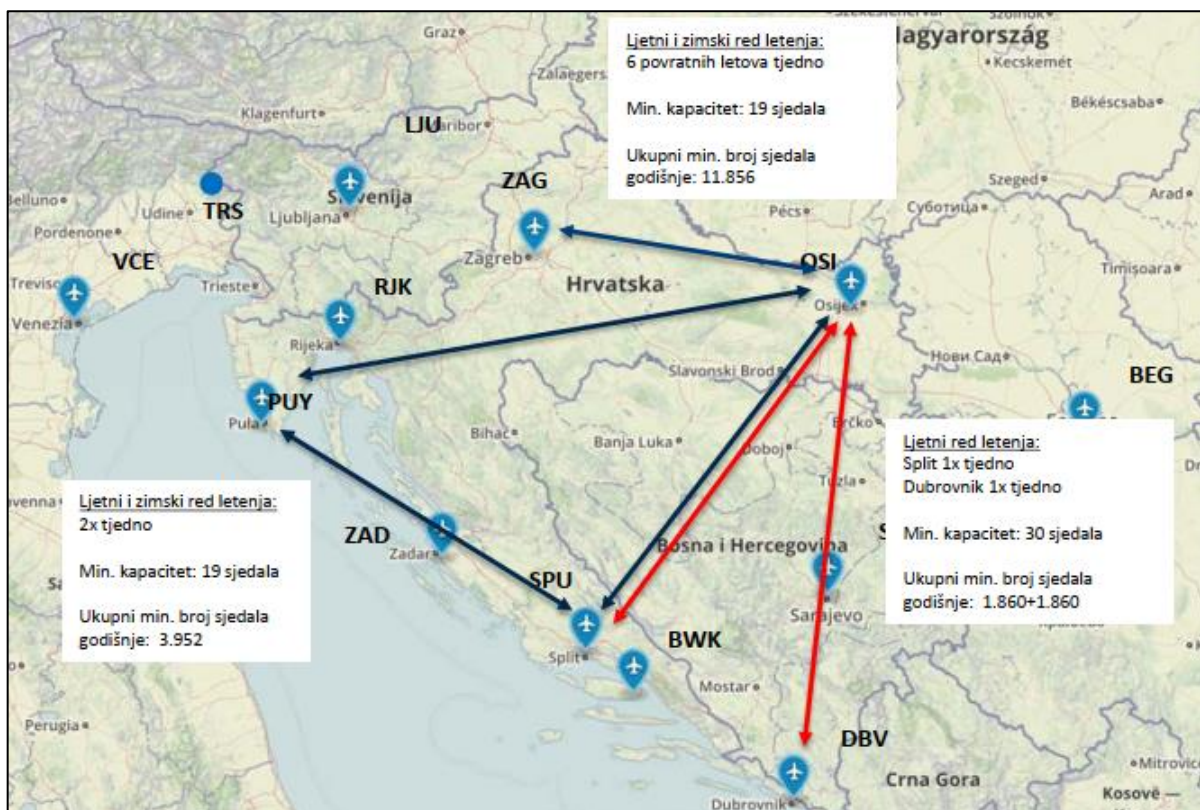 Graz
Ljetni i zimski red letenja:
6 povratnih letova tjedno
Min. kapacitet: 19 sjedala
Ukupni min. broj sjedala
godišnje: 11.856
Szolnok
Magyarország
Kecskemét
Békéscsaba
Zalaegersz
Klagenfurt
LJU
Maribor
Belluno
TRS
Udine
Slovenija
Ljubljana
ZAG
Pécs
Szeged
Суботица
Arad
Pordenone
VCE
Treviso
Trieste
RJK
Zagreb
Hrvatska
OSI
Osijek
Timișoara
Venezia
Rijeka
Slavonski Brod
Нови Сад
BEG
PUY
Pula
Bihać
Banja Luka
Doboj
Brčko
Tuzla
Ljetni red letenja:
Split 1x tjedno
Dubrovnik 1x tjedno
Min. kapacitet: 30 sjedala
Ukupni min. broj sjedala
godišnje: 1.860+1.860
Ljetni i zimski red letenja:
2x tjedno
Min. kapacitet: 19 sjedala
Ukupni min. broj sjedala
godišnje: 3.952
ZAD
Zadar
Bosna i Hercegovina
S
Sarajevo
SPU
Split
BWK
Mostar
Perugia
DBV
Dubrovnik
Crna Gora
Mitrovic
Kosovë —